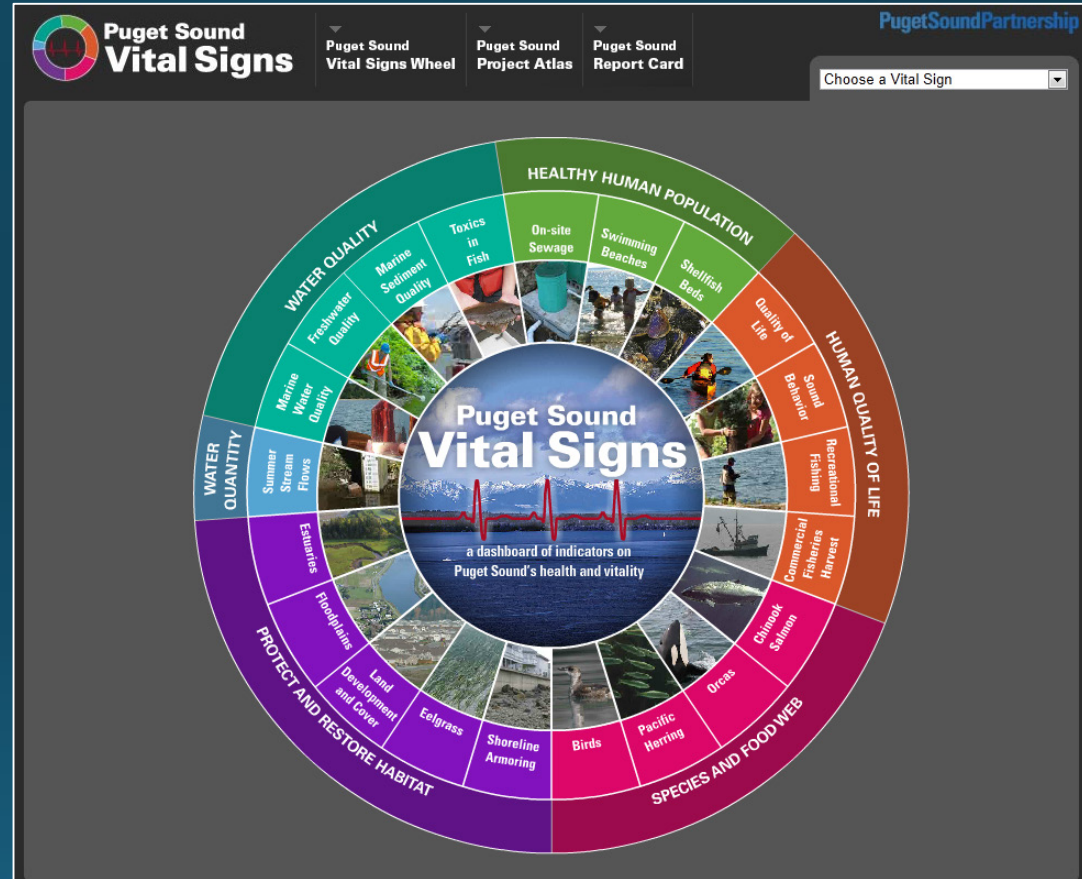 Puget Sound
Vital Signs
Puget Sound
Vital Signs Wheel
Puget Sound
Project Atlas
Puget Sound
Report Card
PugetSoundPartnership
Choose a Vital Sign
HEALTHY HUMAN POPULATION
On-site
Sewage
Swimming
Beaches
Shellfish
Beds
HUMAN QUALITY OF LIFE
Quality of
Life
Sound
Behavior
Recreational
Fishing
Commercial
Fisheries
Harvest
SPECIES AND FOOD WEB
Chinook
Salmon
Orcas
Pacific
Herring
Birds
PROTECT AND RESTORE HABITAT
Shoreline
Armoring
Eelgrass
Land
Development
and Cover
Floodplains
Estuaries
WATER
QUANTITY
Summer
Stream
Flows
WATER QUALITY
Marine
Water
Quality
Freshwater
Quality
Marine
Sediment
Quality
Toxics
in
Fish
Puget Sound
Vital Signs
a dashboard of indicators on
Puget Sound's health and vitality